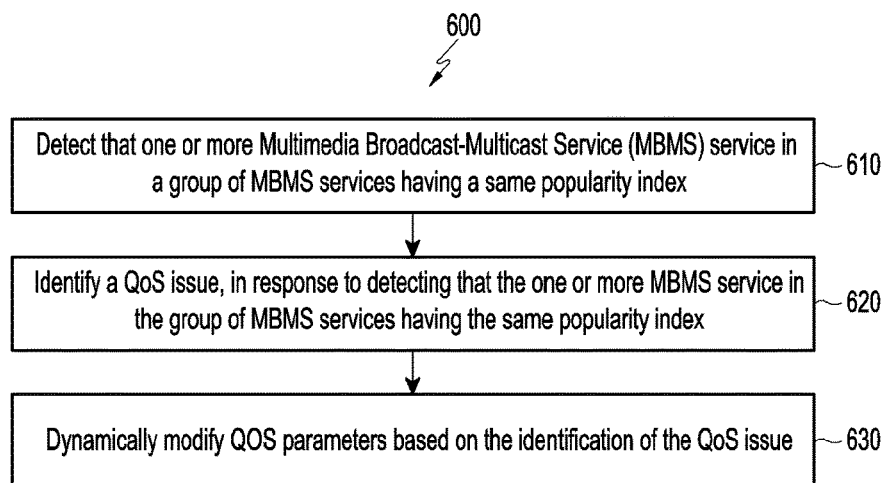 600
Detect that one or more Multimedia Broadcast-Multicast Service (MBMS) service in
a group of MBMS services having a same popularity index
610
Identify a QoS issue, in response to detecting that the one or more MBMS service in
the group of MBMS services having the same popularity index
620
Dynamically modify QOS parameters based on the identification of the QoS issue
630